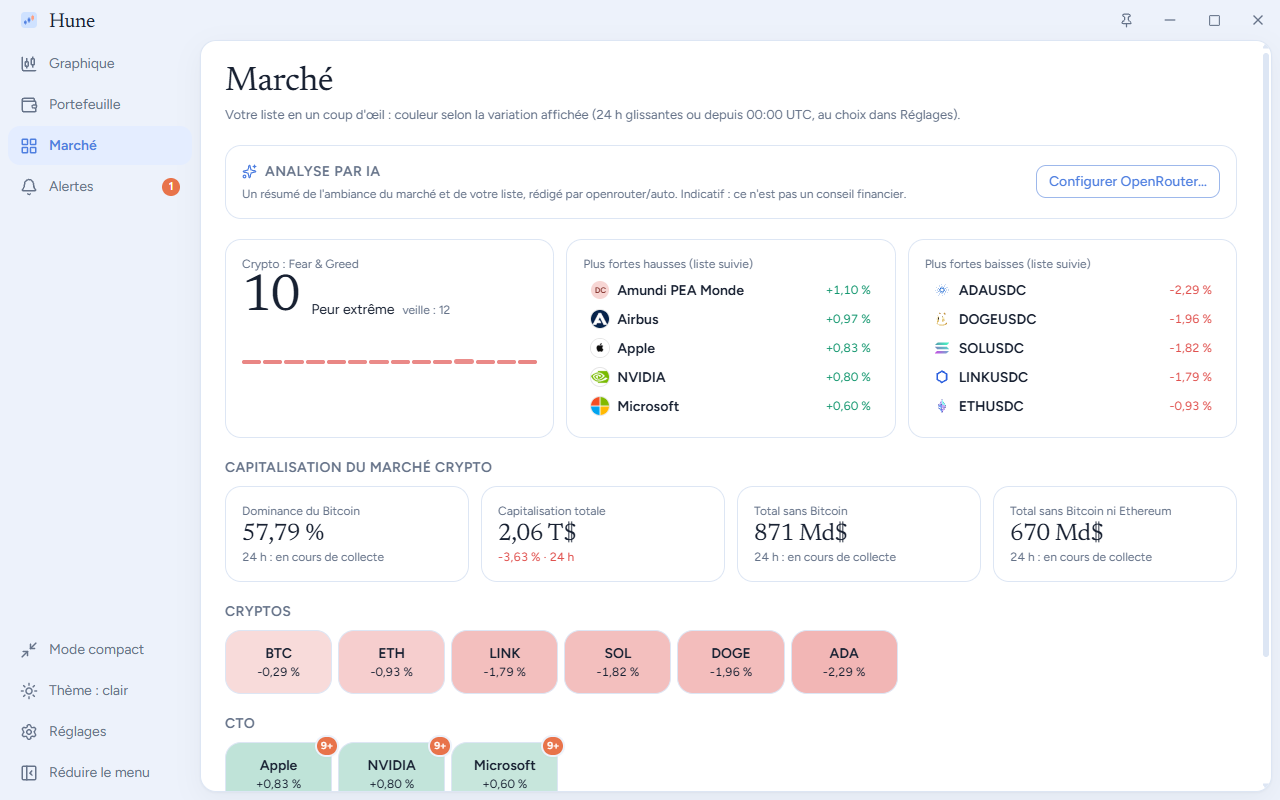 Hune
Graphique
Portefeuille
Marché
Alertes
1
Mode compact
Thème : clair
Réglages
Réduire le menu
Marché
Votre liste en un coup d'œil : couleur selon la variation affichée (24 h glissantes ou depuis 00:00 UTC, au choix dans Réglages).
ANALYSE PAR IA
Un résumé de l'ambiance du marché et de votre liste, rédigé par openrouter/auto. Indicatif : ce n'est pas un conseil financier.
Configurer OpenRouter...
Crypto : Fear & Greed
10 Peur extrême veille : 12
Plus fortes hausses (liste suivie)
DC Amundi PEA Monde +1,10 %
Airbus +0,97 %
Apple +0,83 %
NVIDIA +0,80 %
Microsoft +0,60 %
Plus fortes baisses (liste suivie)
ADAUSDC -2,29 %
DOGEUSDC -1,96 %
SOLUSDC -1,82 %
LINKUSDC -1,79 %
ETHUSDC -0,93 %
CAPITALISATION DU MARCHÉ CRYPTO
Dominance du Bitcoin
57,79 %
24 h : en cours de collecte
Capitalisation totale
2,06 T$
-3,63 % · 24 h
Total sans Bitcoin
871 Md$
24 h : en cours de collecte
Total sans Bitcoin ni Ethereum
670 Md$
24 h : en cours de collecte
CRYPTOS
BTC
-0,29 %
ETH
-0,93 %
LINK
-1,79 %
SOL
-1,82 %
DOGE
-1,96 %
ADA
-2,29 %
CTO
9+
Apple
+0,83 %
9+
NVIDIA
+0,80 %
9+
Microsoft
+0,60 %